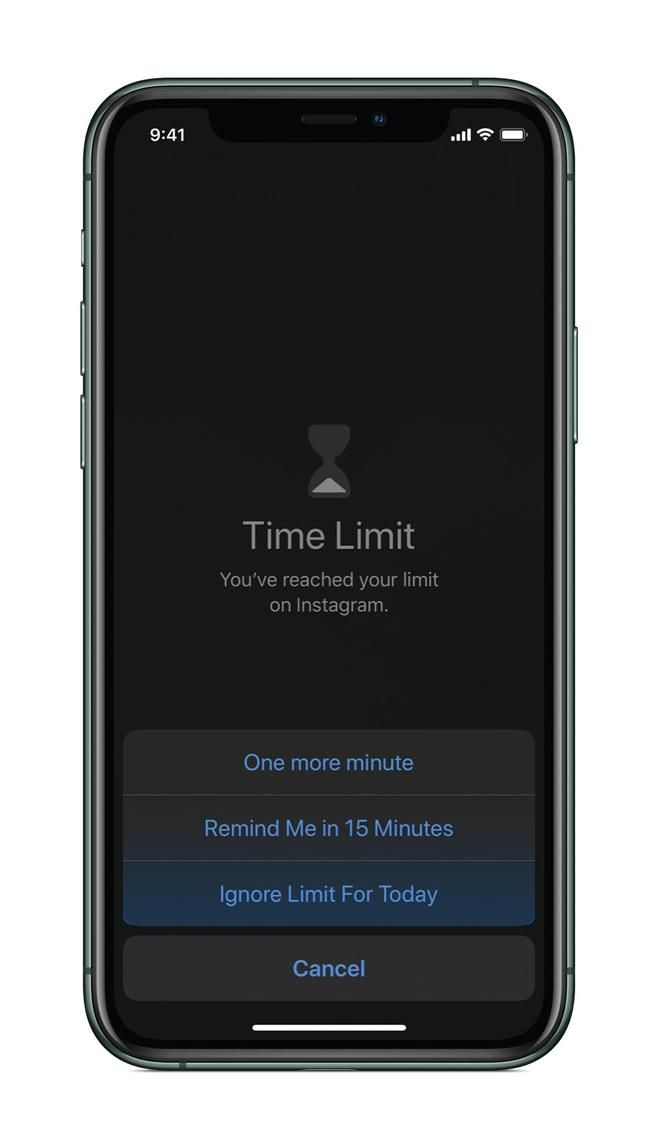 9:41
Time Limit
You’ve reached your limit
on Instagram.
One more minute
Remind Me in 15 Minutes
Ignore Limit For Today
Cancel